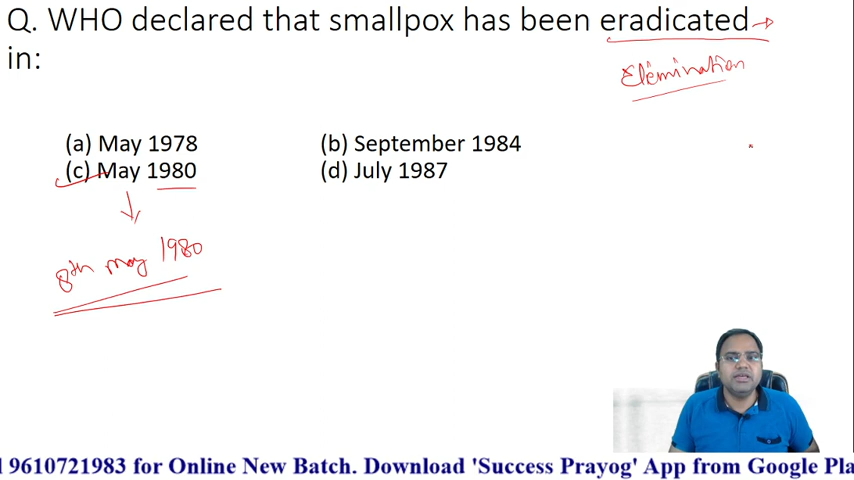 Q. WHO declared that smallpox has been eradicated
in:
Elemination
(a) May 1978
(b) September 1984
(c) May 1980
(d) July 1987
8th may 1980
9610721983 for Online New Batch. Download 'Success Prayog' App from Google Pla